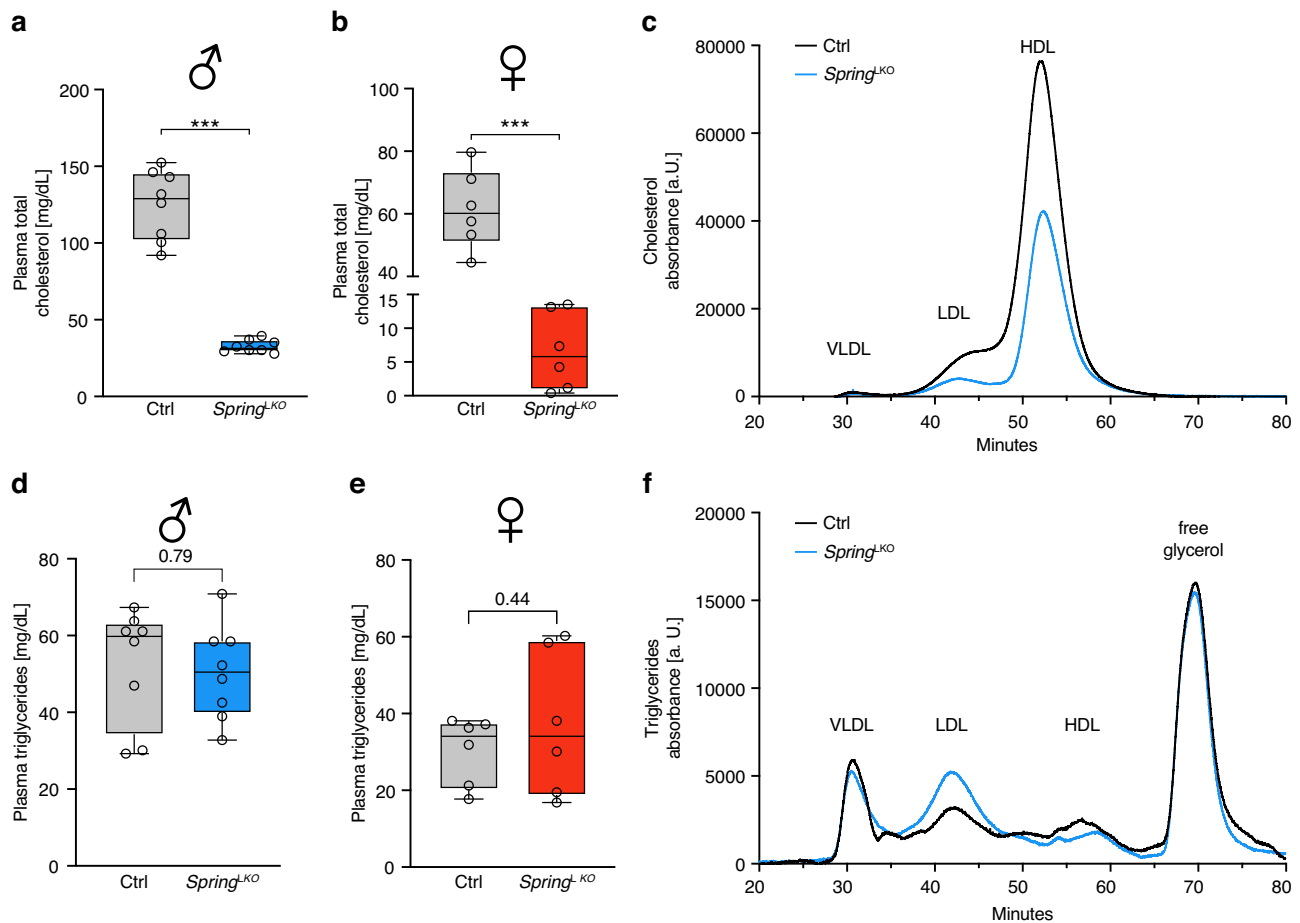 a
♂
200
150
100
50
0
Plasma total
cholesterol [mg/dL]
***
Ctrl
Spring^LKO
b
♀
100
80
60
40
15
10
5
0
Plasma total
cholesterol [mg/dL]
***
Ctrl
Spring^LKO
c
Ctrl
Spring^LKO
HDL
LDL
VLDL
80000
60000
40000
20000
0
Cholesterol
absorbance [a.U.]
20 30 40 50 60 70 80
Minutes
d
♂
80
60
40
20
0
Plasma triglycerides [mg/dL]
0.79
Ctrl
Spring^LKO
e
♀
80
60
40
20
0
Plasma triglycerides [mg/dL]
0.44
Ctrl
Spring^L KO
f
Ctrl
Spring^LKO
free
glycerol
VLDL
LDL
HDL
20000
15000
10000
5000
0
Triglycerides
absorbance [a. U.]
20 30 40 50 60 70 80
Minutes